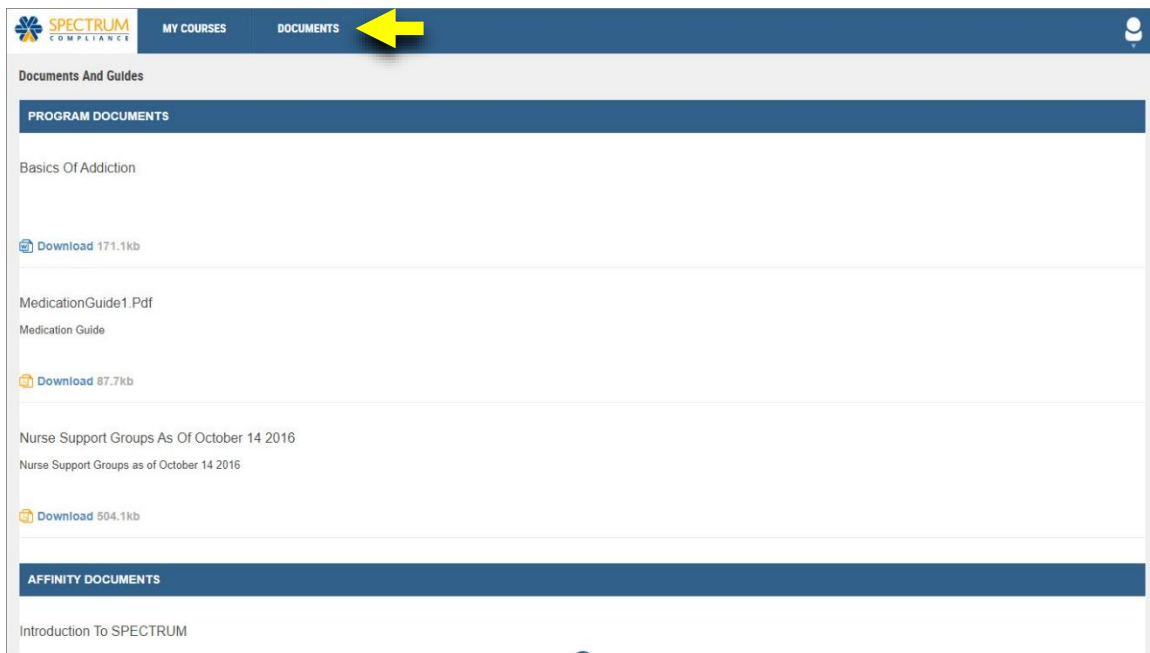 SPECTRUM
COMPLIANCE
MY COURSES
DOCUMENTS
Documents And Guides
PROGRAM DOCUMENTS
Basics Of Addiction
Download 171.1kb
MedicationGuide1.Pdf
Medication Guide
Download 87.7kb
Nurse Support Groups As Of October 14 2016
Nurse Support Groups as of October 14 2016
Download 504.1kb
AFFINITY DOCUMENTS
Introduction To SPECTRUM